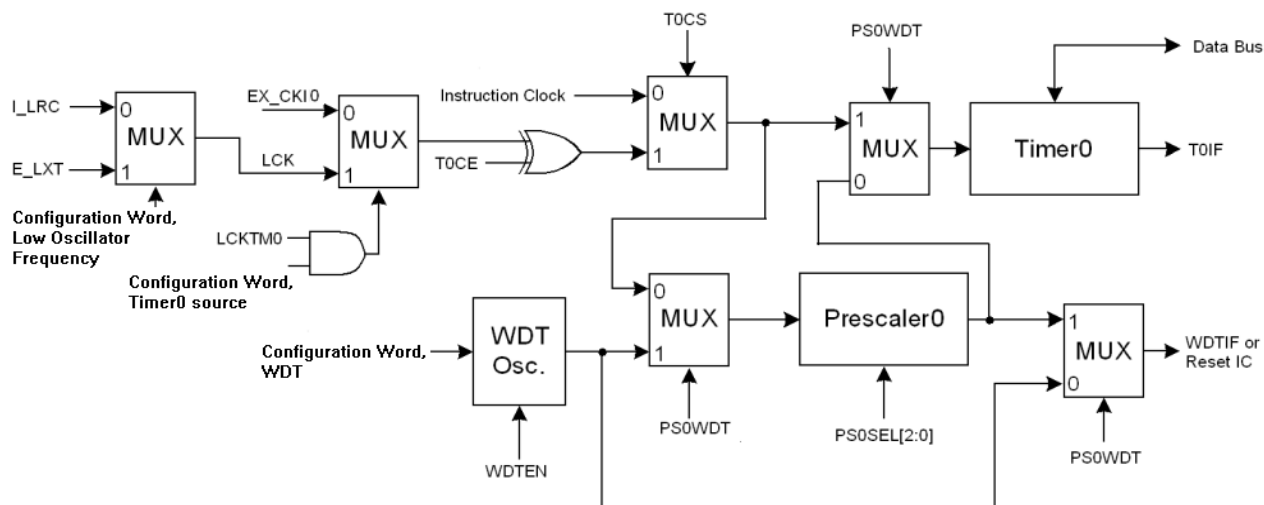 T0CS
PS0WDT
Data Bus
I_LRC
0
MUX
1
E_LXT
EX_CKI0
0
MUX
1
LCK
Instruction Clock
T0CE
0
MUX
1
1
MUX
0
Timer0
T0IF
Configuration Word,
Low Oscillator
Frequency
LCKTM0
Configuration Word,
Timer0 source
Configuration Word,
WDT
WDT
Osc.
WDTEN
0
MUX
1
PS0WDT
Prescaler0
PS0SEL[2:0]
1
MUX
0
PS0WDT
WDTIF or
Reset IC